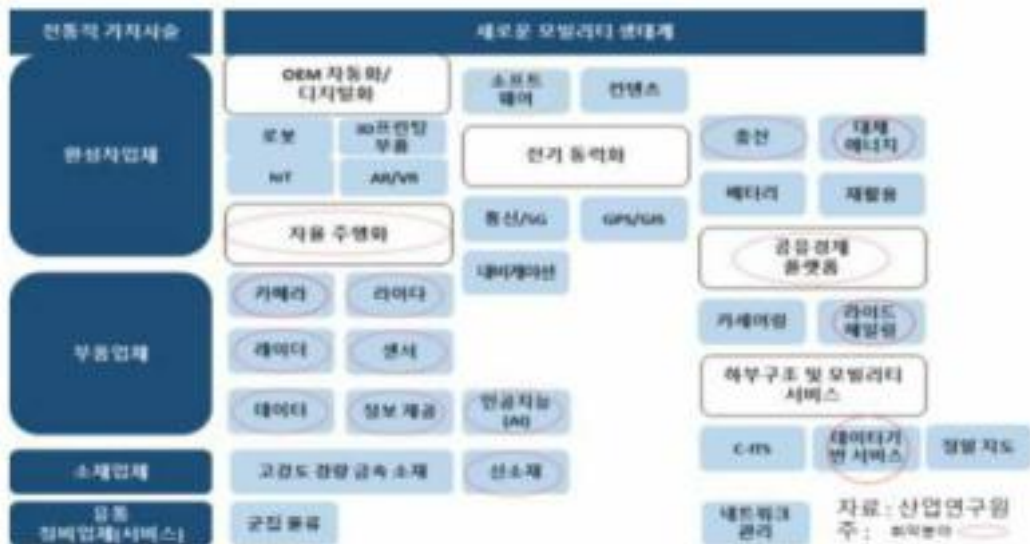 전통적 가치사슬
새로운 모빌리티 생태계
완성차업체
OEM 자동화/
디지털화
소프트
웨어
컨텐츠
로봇
3D프린팅
부품
IoT
AR/VR
전기 동력화
충전
대체
에너지
배터리
재활용
자율 주행화
통신/5G
GPS/GIS
네비게이션
공유경제
플랫폼
부품업체
카메라
라이다
레이더
센서
데이터
정보 제공
인공지능
(AI)
카셰어링
라이드
헤일링
하부구조 및 모빌리티
서비스
C-ITS
데이터기
반 서비스
정밀 지도
소재업체
고강도 경량 금속 소재
신소재
유통
정비업체(서비스)
군집 물류
네트워크
관리
자료: 산업연구원
주: 취약분야